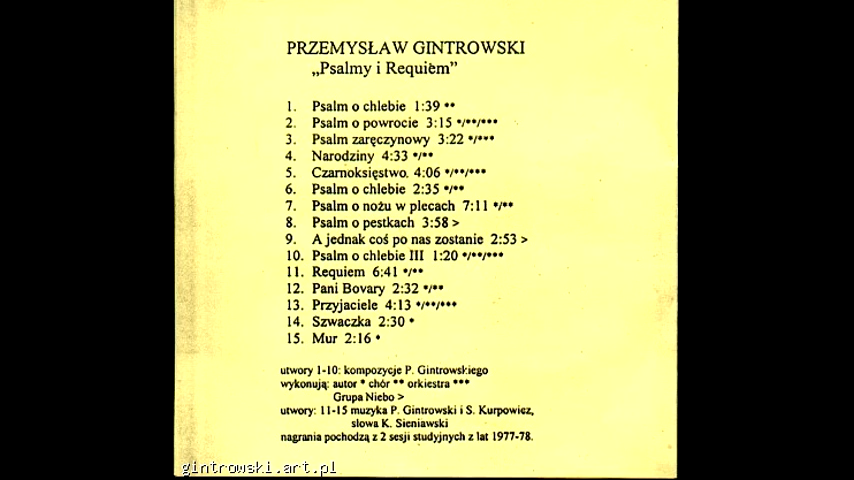 PRZEMYSŁAW GINTROWSKI
„Psalmy i Requiem”
1. Psalm o chlebie 1:39 **
2. Psalm o powrocie 3:15 */**/***
3. Psalm zaręczynowy 3:22 */***
4. Narodziny 4:33 */**
5. Czarnoksięstwo. 4:06 */**/***
6. Psalm o chlebie 2:35 */**
7. Psalm o nożu w plecach 7:11 */**
8. Psalm o pestkach 3:58 >
9. A jednak coś po nas zostanie 2:53 >
10. Psalm o chlebie III 1:20 */**/***
11. Requiem 6:41 */**
12. Pani Bovary 2:32 */**
13. Przyjaciele 4:13 */**/***
14. Szwaczka 2:30 *
15. Mur 2:16 *
utwory 1-10: kompozycje P. Gintrowskiego
wykonują: autor * chór ** orkiestra ***
Grupa Niebo >
utwory: 11-15 muzyka P. Gintrowski i S. Kurpowicz,
słowa K. Sieniawski
nagrania pochodzą z 2 sesji studyjnych z lat 1977-78.
gintrowski.art.pl